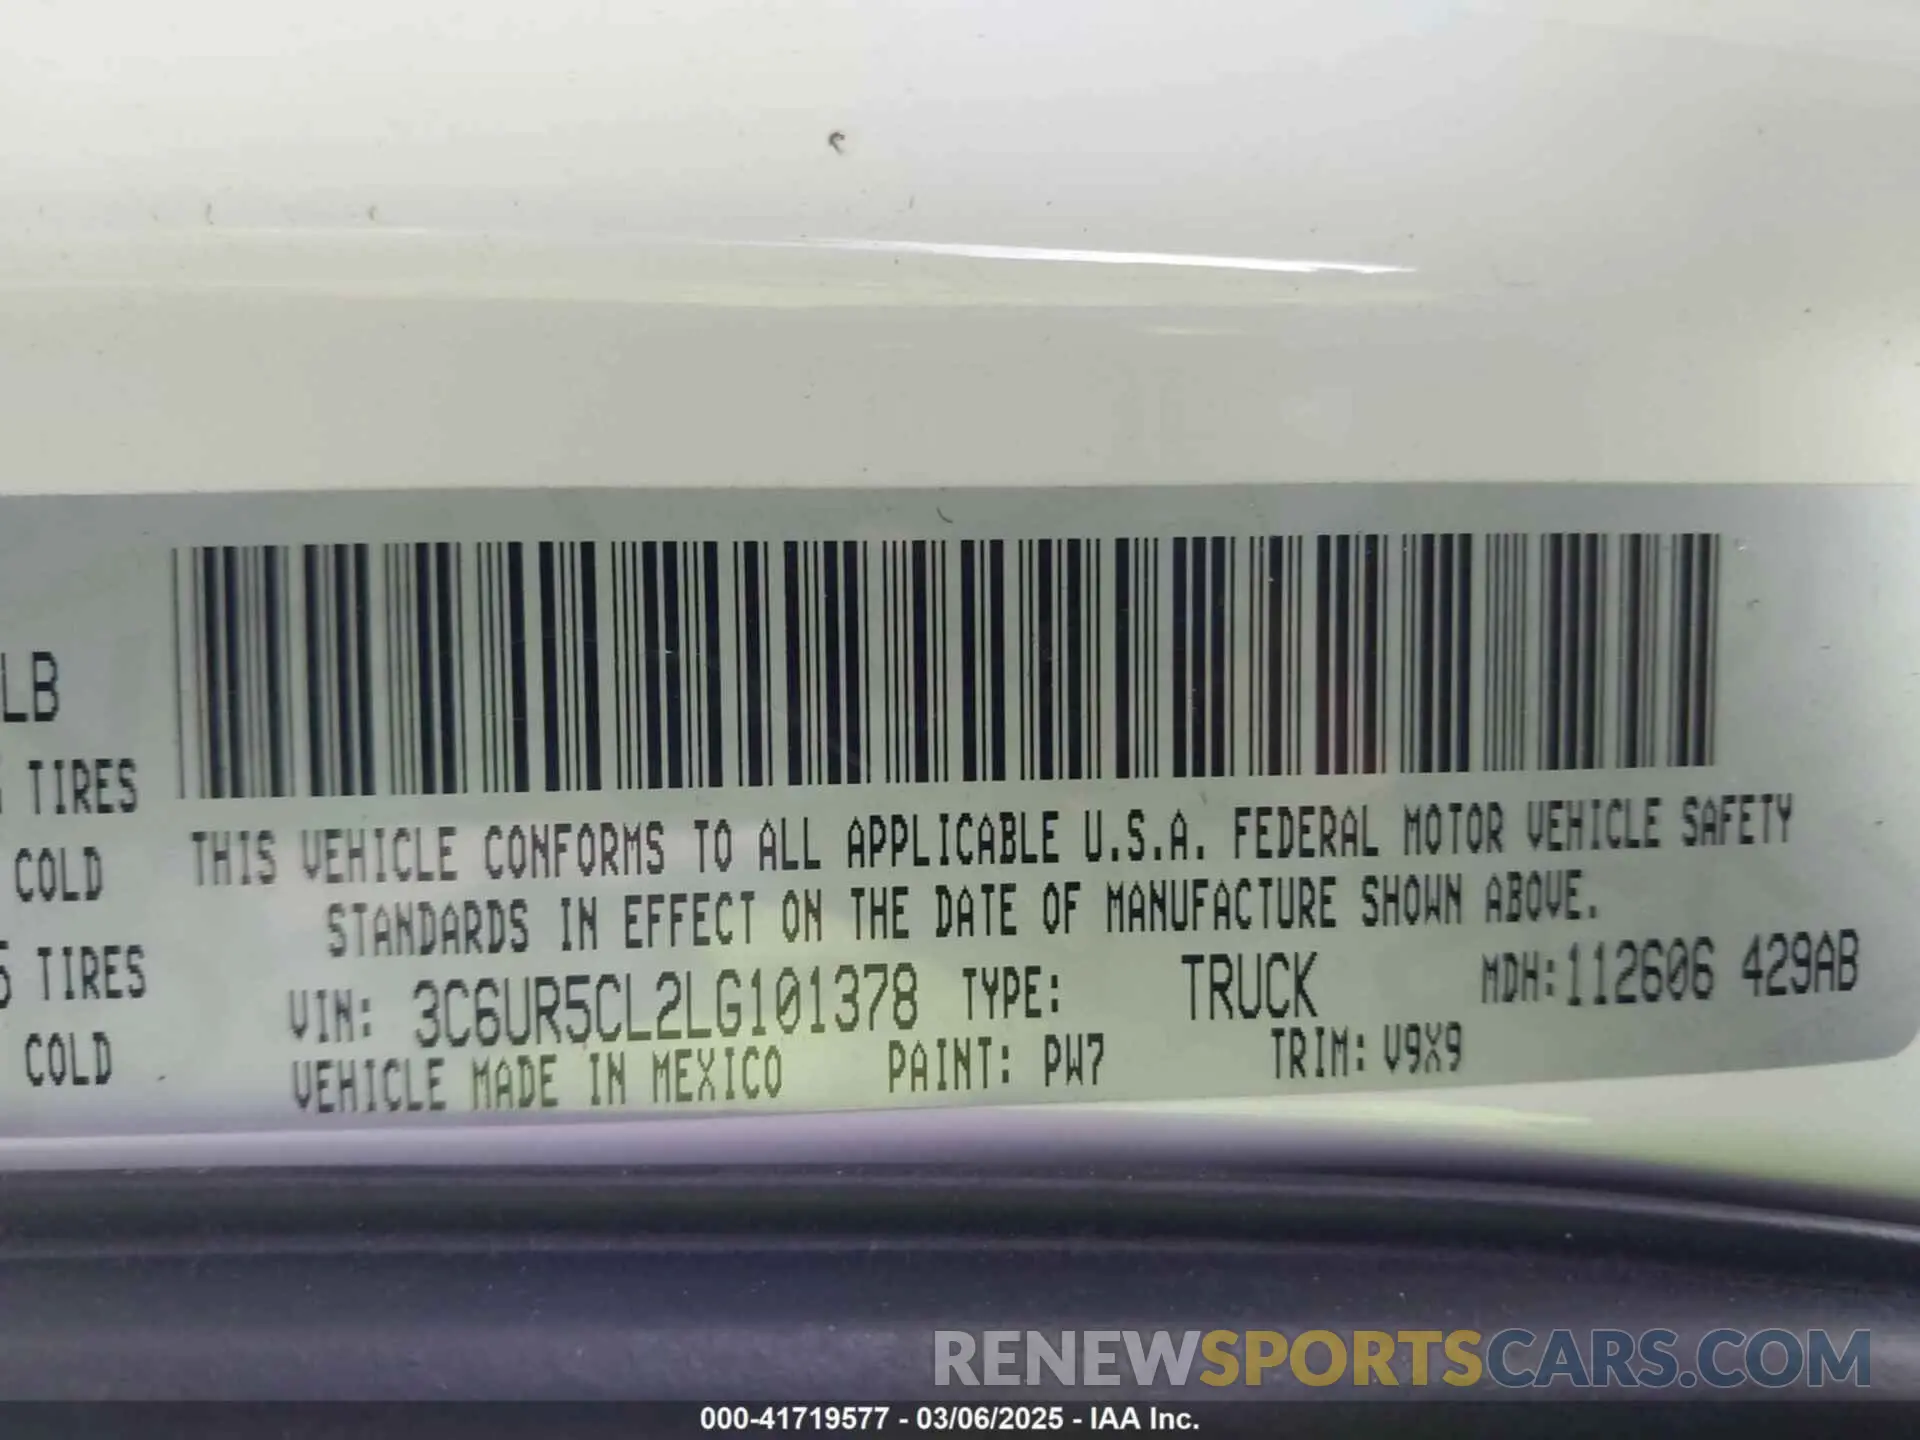 LB
TIRES
COLD
5 TIRES
COLD
THIS VEHICLE CONFORMS TO ALL APPLICABLE U.S.A. FEDERAL MOTOR VEHICLE SAFETY
STANDARDS IN EFFECT ON THE DATE OF MANUFACTURE SHOWN ABOVE.
VIN: 3C6UR5CL2LG101378 TYPE: TRUCK MDH:112606 429AB
VEHICLE MADE IN MEXICO PAINT: PW7 TRIM: V9X9
RENEWSPORTSCARS.COM
000-41719577 - 03/06/2025 - IAA Inc.